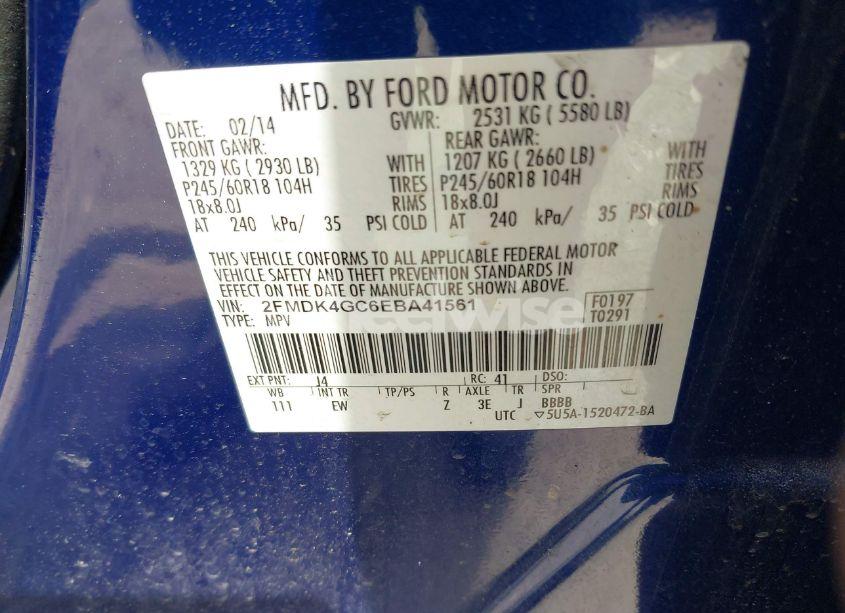 MFD. BY FORD MOTOR CO.
DATE: 02/14 GVWR: 2531 KG ( 5580 LB)
FRONT GAWR: REAR GAWR:
1329 KG ( 2930 LB) WITH 1207 KG ( 2660 LB) WITH
P245/60R18 104H TIRES P245/60R18 104H TIRES
18x8.0J RIMS 18x8.0J RIMS
AT 240 kPa/ 35 PSI COLD AT 240 kPa/ 35 PSI COLD
THIS VEHICLE CONFORMS TO ALL APPLICABLE FEDERAL MOTOR
VEHICLE SAFETY AND THEFT PREVENTION STANDARDS IN
EFFECT ON THE DATE OF MANUFACTURE SHOWN ABOVE.
VIN: 2FMDK4GC6EBA41561 F0197
TYPE: MPV T0291
EXT PNT: J4 RC: 41 DSO:
WB INT TR TP/PS R AXLE TR SPR
111 EW Z 3E J BBBB
UTC ▽5U5A-1520472-BA